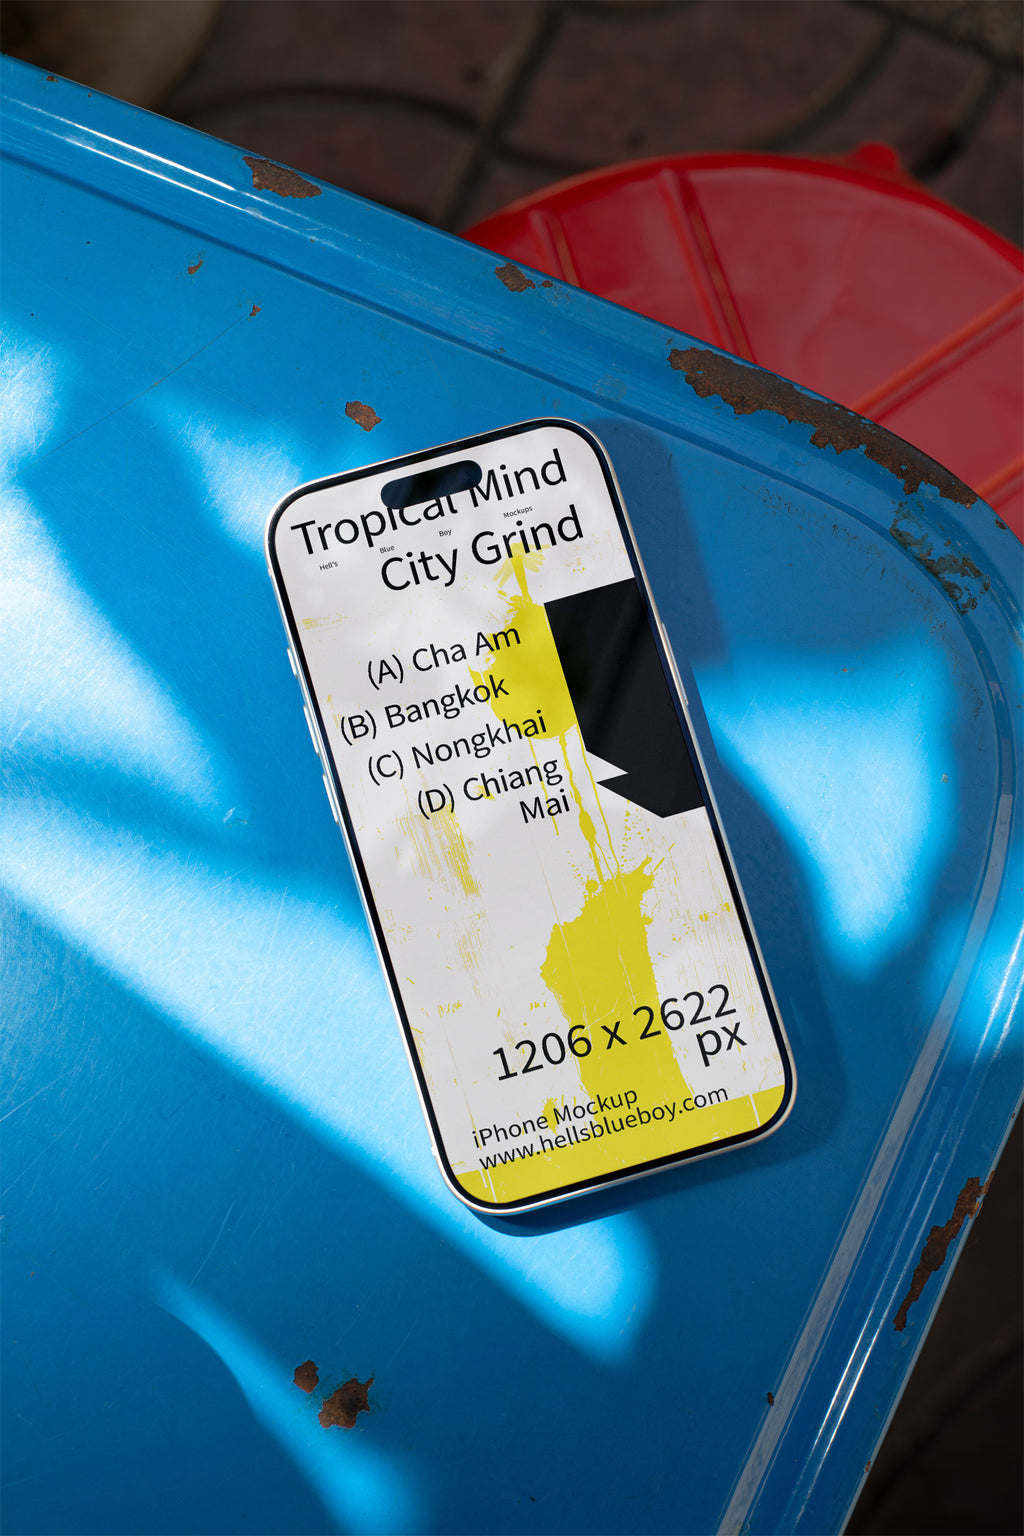 Tropical Mind
Hell's Blue Boy Mockups
City Grind
(A) Cha Am
(B) Bangkok
(C) Nongkhai
(D) Chiang
Mai
1206 x 2622
px
iPhone Mockup
www.hellsblueboy.com